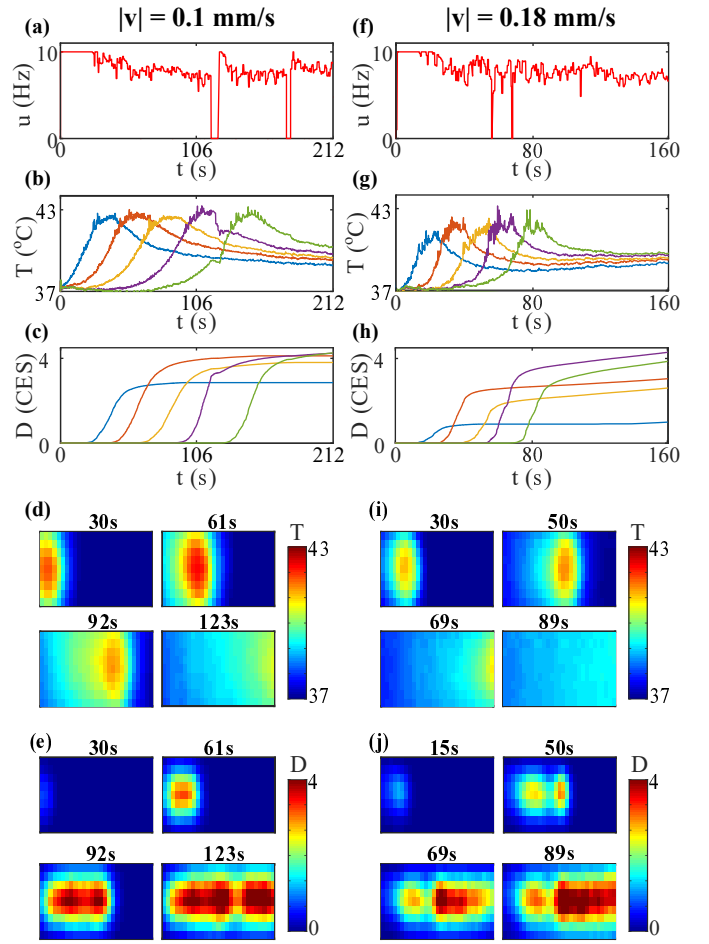 |v| = 0.1 mm/s
|v| = 0.18 mm/s
(a)
10
u (Hz)
0
0
106
212
t (s)
(f)
10
u (Hz)
0
0
80
160
t (s)
(b)
43
T (°C)
37
0
106
212
t (s)
(g)
43
T (°C)
37
0
80
160
t (s)
(c)
4
D (CES)
0
0
106
212
t (s)
(h)
4
D (CES)
0
0
80
160
t (s)
(d)
30s
61s
T
43
92s
123s
37
(i)
30s
50s
T
43
69s
89s
37
(e)
30s
61s
D
4
92s
123s
0
(j)
15s
50s
D
4
69s
89s
0